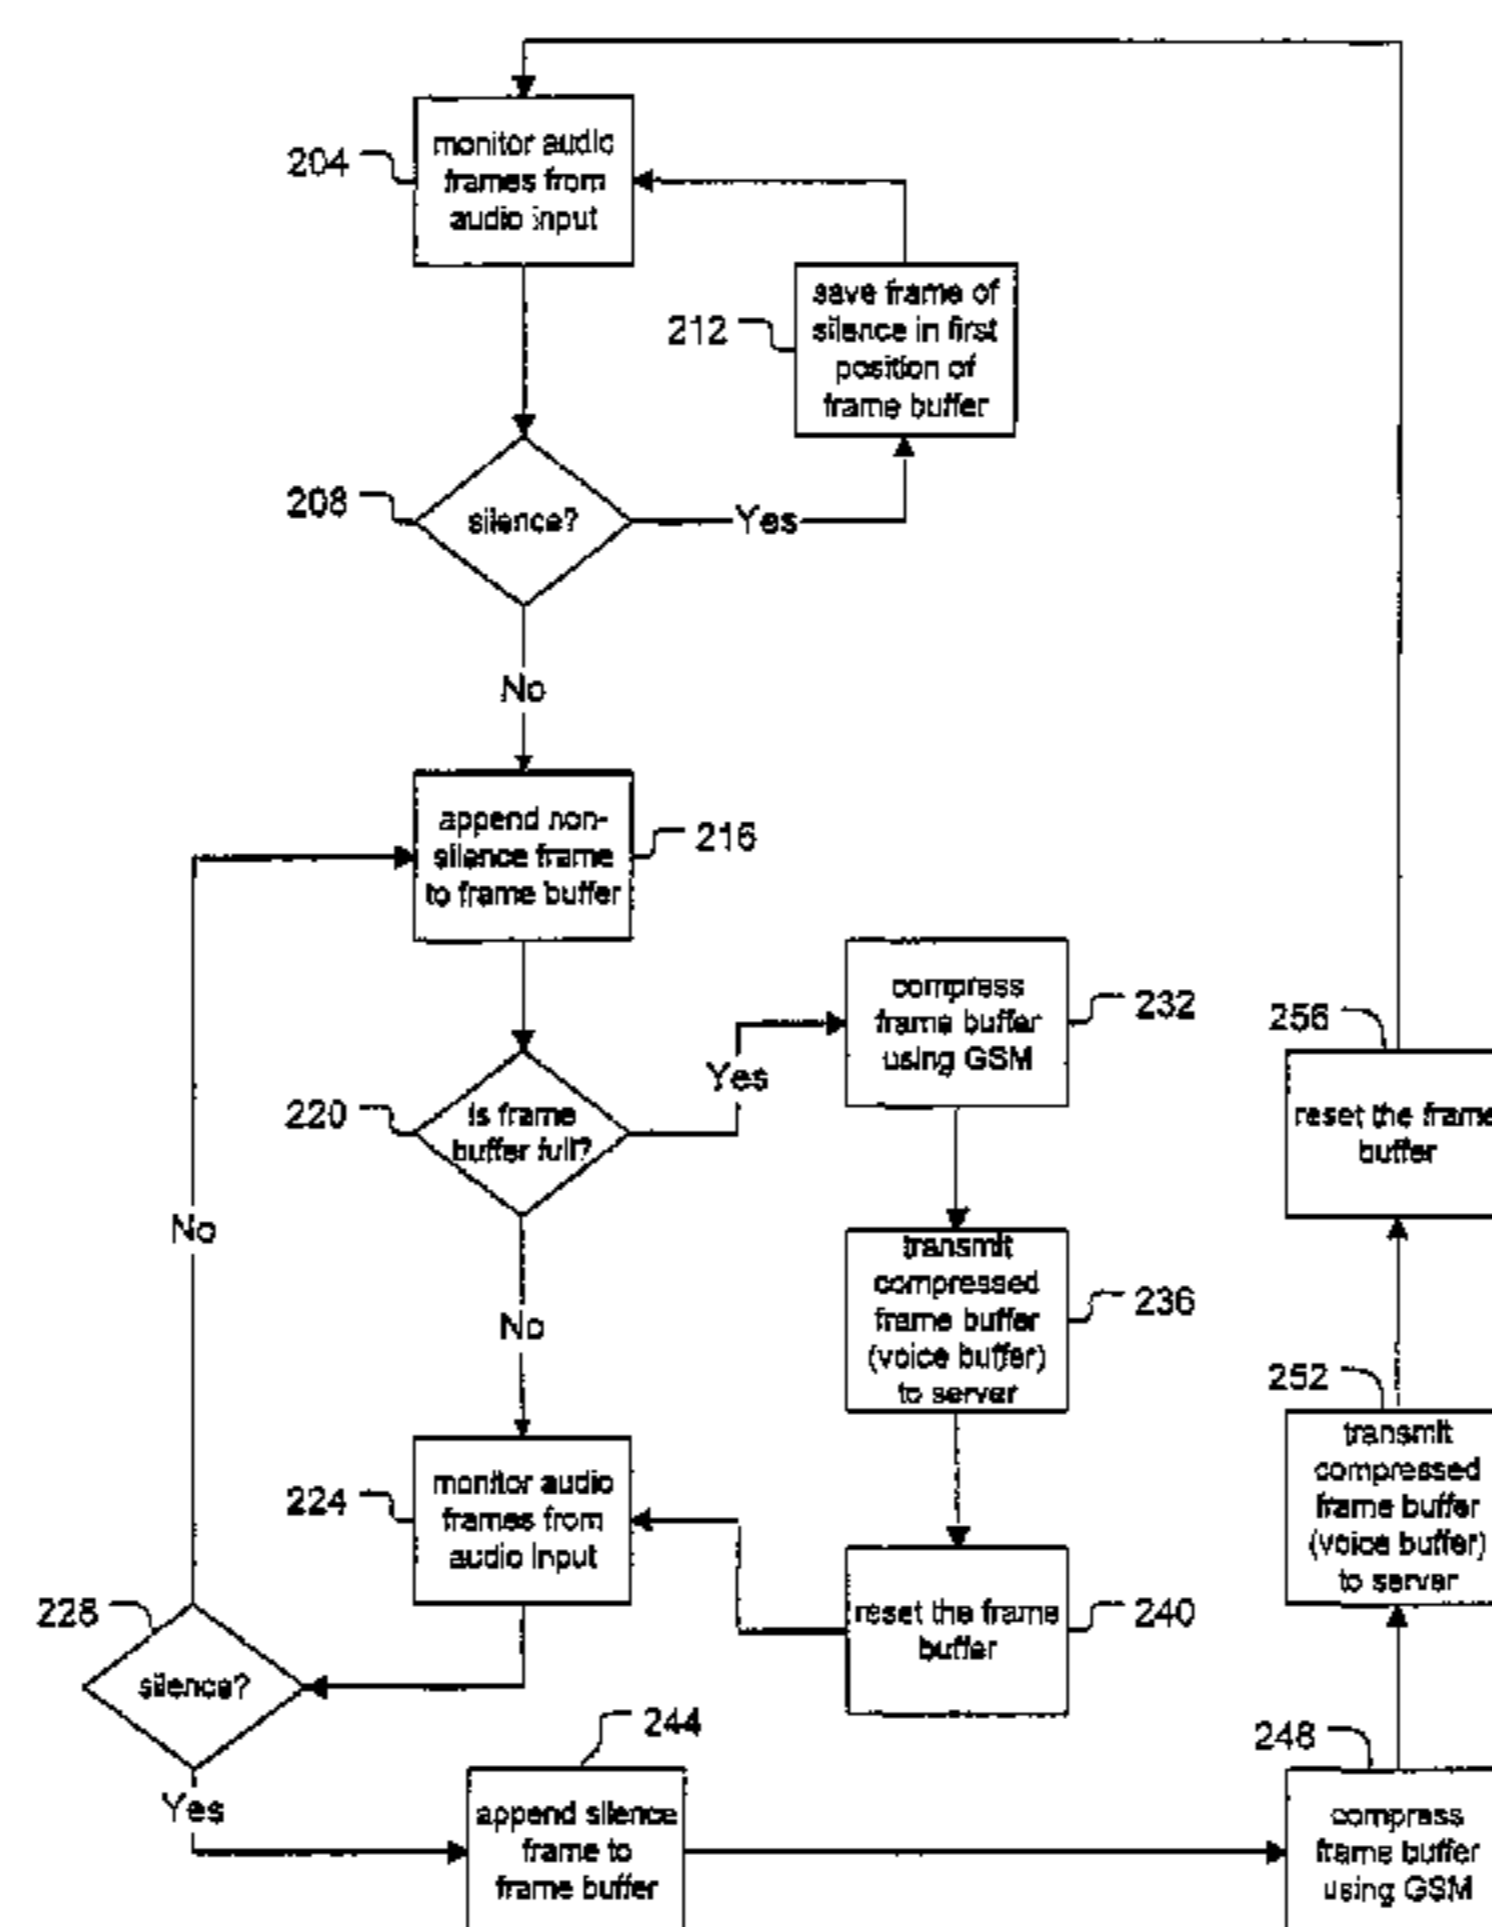 204
monitor audio
frames from
audio input
212
save frame of
silence in first
position of
frame buffer
208
silence?
Yes
No
append non-
silence frame
to frame buffer
216
compress
frame buffer
using GSM
232
256
reset the frame
buffer
Yes
220
is frame
buffer full?
No
transmit
compressed
frame buffer
(voice buffer)
to server
236
No
252
transmit
compressed
frame buffer
(voice buffer)
to server
224
monitor audio
frames from
audio input
228
silence?
reset the frame
buffer
240
244
248
Yes
append silence
frame to
frame buffer
compress
frame buffer
using GSM